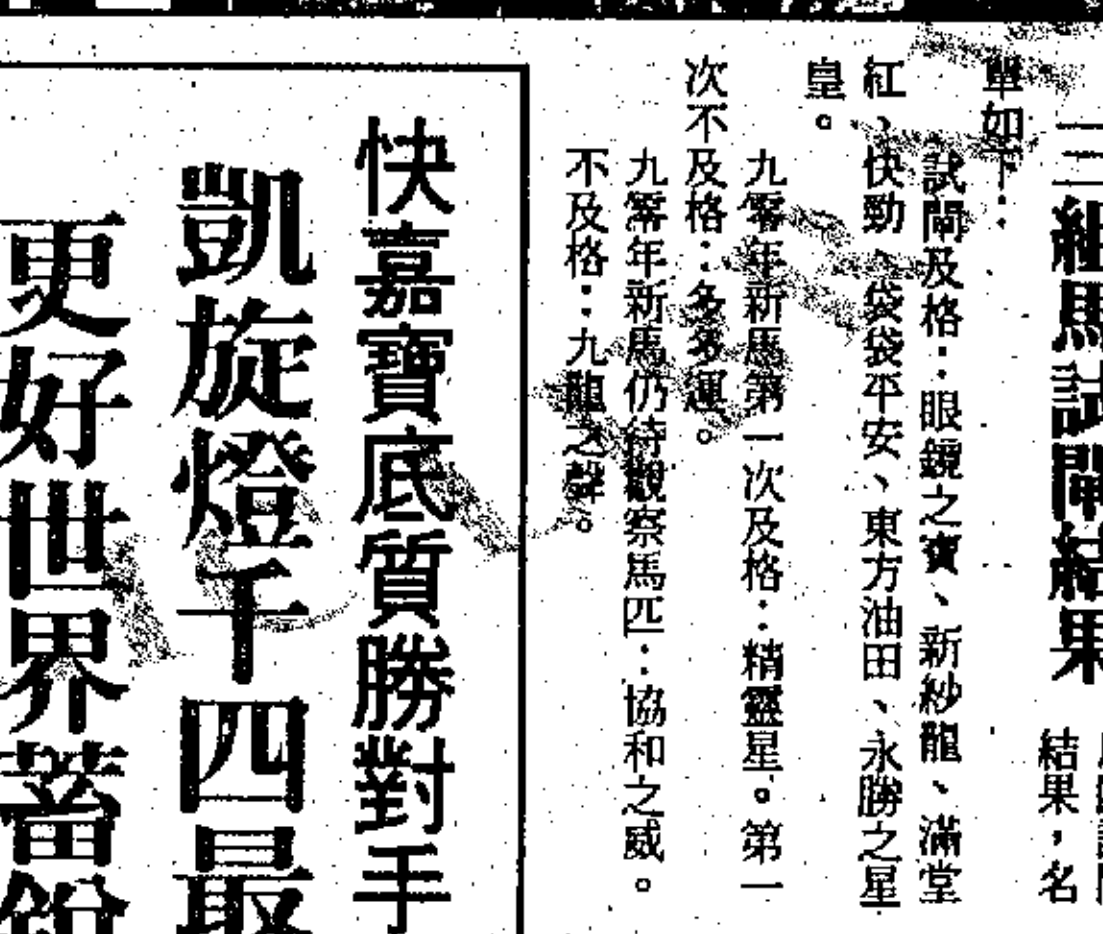 三組馬試閘結果
結果，名
單如下：
試閘及格：眼鏡之寶、新紗龍、滿堂
紅、快勁、袋袋平安、東方油田、永勝之星
皇。
九零年新馬第一次及格：精靈星。第一
次不及格：多多運。
九零年新馬仍待觀察馬匹：協和之威。
不及格：九龍之聲。
快嘉寶底質勝對手
凱旋燈千四最
更好世界蓄銳